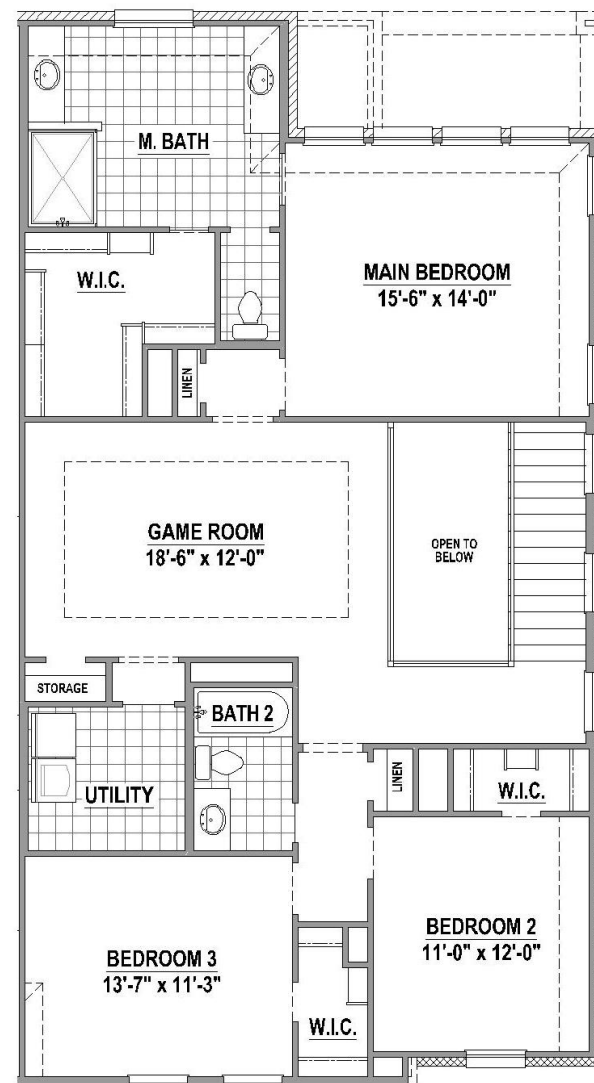 M. BATH
W.I.C.
MAIN BEDROOM
15'-6" x 14'-0"
LINEN
GAME ROOM
18'-6" x 12'-0"
OPEN TO
BELOW
STORAGE
BATH 2
UTILITY
LINEN
W.I.C.
BEDROOM 2
11'-0" x 12'-0"
BEDROOM 3
13'-7" x 11'-3"
W.I.C.